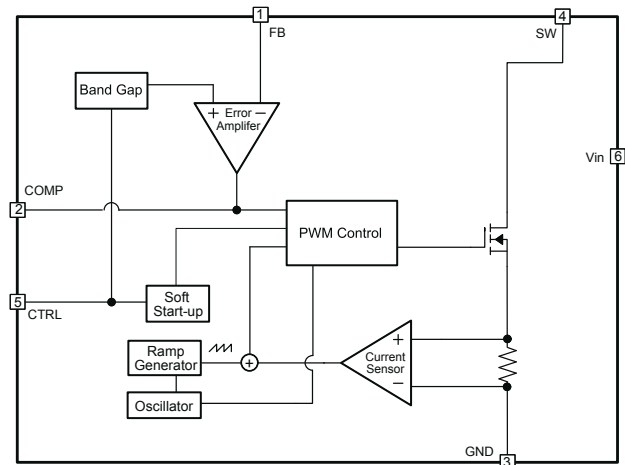 1
FB
4
SW
Band Gap
+ Error –
Amplifer
Vin 6
COMP
2
PWM Control
5
CTRL
Soft
Start-up
Ramp
Generator
+
+
Current
Sensor
–
Oscillator
GND
3